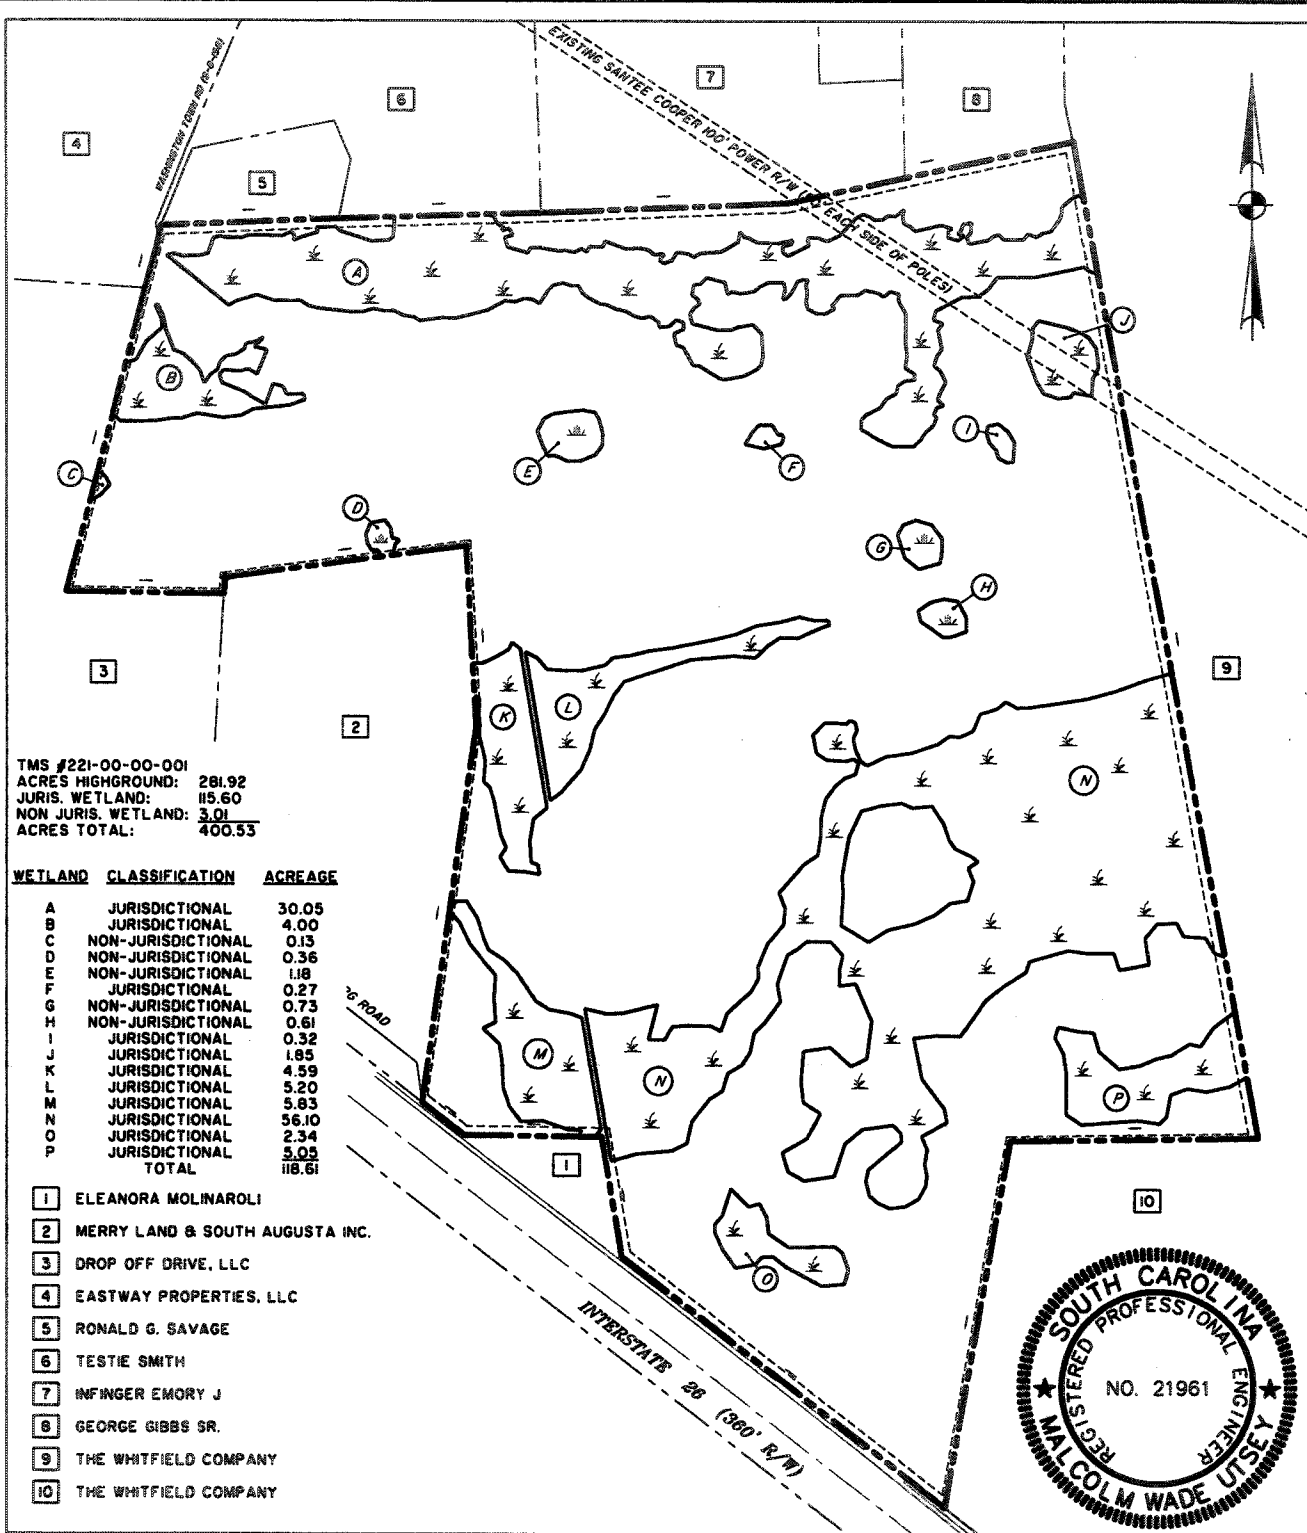 WASHINGTON TOWN RD
6
7
8
EXISTING SANTEE COOPER 100' POWER R/W EACH SIDE OF POLES)
4
5
A
J
B
I
E
F
C
D
G
H
3
K
L
9
2
N
TMS #221-00-00-001
ACRES HIGHGROUND: 281.92
JURIS. WETLAND: 115.60
NON JURIS. WETLAND: 3.01
ACRES TOTAL: 400.53
WETLAND CLASSIFICATION ACREAGE
A JURISDICTIONAL 30.05
B JURISDICTIONAL 4.00
C NON-JURISDICTIONAL 0.13
D NON-JURISDICTIONAL 0.36
E NON-JURISDICTIONAL 1.18
F JURISDICTIONAL 0.27
G NON-JURISDICTIONAL 0.73
H NON-JURISDICTIONAL 0.61
I JURISDICTIONAL 0.32
J JURISDICTIONAL 1.85
K JURISDICTIONAL 4.59
L JURISDICTIONAL 5.20
M JURISDICTIONAL 5.83
N JURISDICTIONAL 56.10
O JURISDICTIONAL 2.34
P JURISDICTIONAL 5.05
TOTAL 118.61
ROAD
M
N
P
1
10
O
1 ELEANORA MOLINAROLI
2 MERRY LAND & SOUTH AUGUSTA INC.
3 DROP OFF DRIVE, LLC
4 EASTWAY PROPERTIES, LLC
5 RONALD G. SAVAGE
6 TESTIE SMITH
7 INFINGER EMORY J
8 GEORGE GIBBS SR.
9 THE WHITFIELD COMPANY
10 THE WHITFIELD COMPANY
INTERSTATE 26 (360' R/W)
SOUTH CAROLINA
REGISTERED PROFESSIONAL ENGINEER
NO. 21961
MALCOLM WADE UTSEY